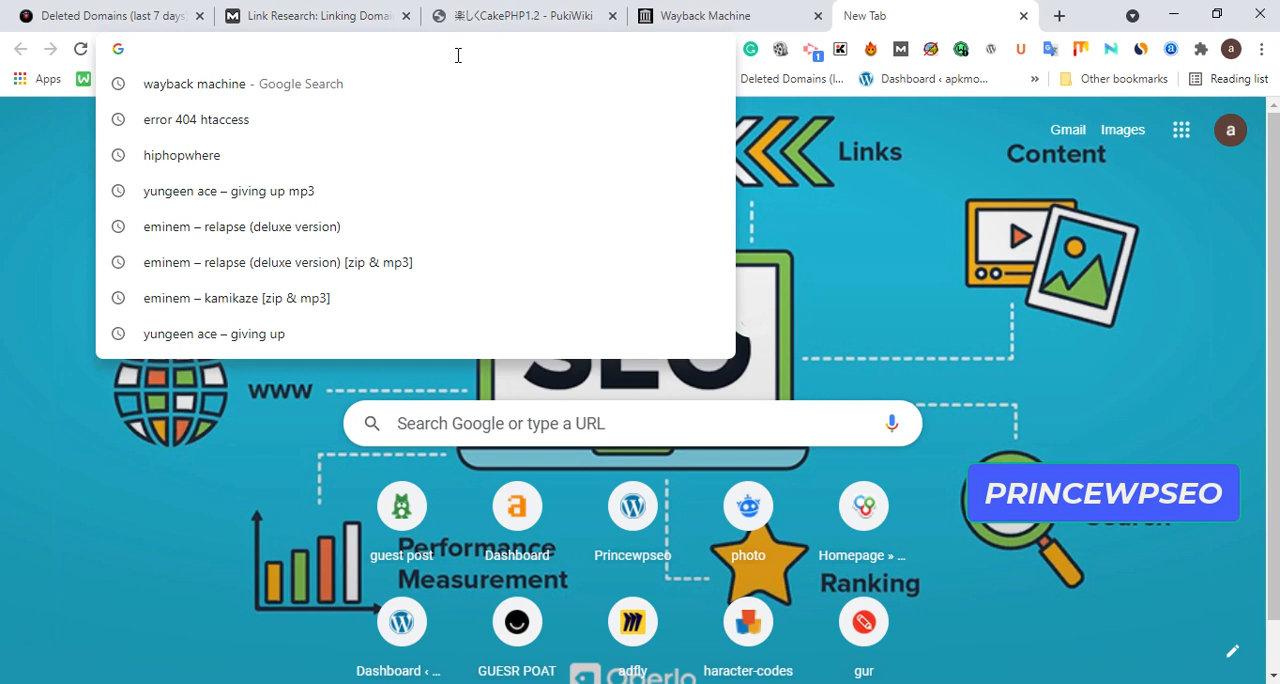 Deleted Domains (last 7 days
Link Research: Linking Domai
楽しくCakePHP1.2 - PukiWiki
Wayback Machine
New Tab
Apps
Deleted Domains (l...
Dashboard ‹ apkmo...
»
Other bookmarks
Reading list
wayback machine - Google Search
error 404 htaccess
hiphopwhere
yungeen ace – giving up mp3
eminem – relapse (deluxe version)
eminem – relapse (deluxe version) [zip & mp3]
eminem – kamikaze [zip & mp3]
yungeen ace – giving up
Gmail
Images
a
Links
Content
www
SEO
Search Google or type a URL
PRINCEWPSEO
guest post
Dashboard
Princewpseo
photo
Homepage » ...
Performance
Measurement
Ranking
Dashboard ‹ ...
GUESR POAT
adfly
haracter-codes
gur
Oberlo